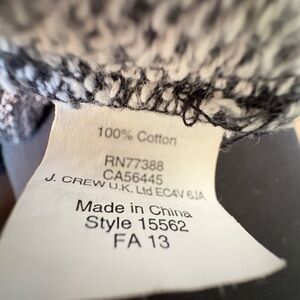 100% Cotton
RN77388
CA56445
J. CREW U.K. Ltd EC4V 6JA
Made in China
Style 15562
FA 13